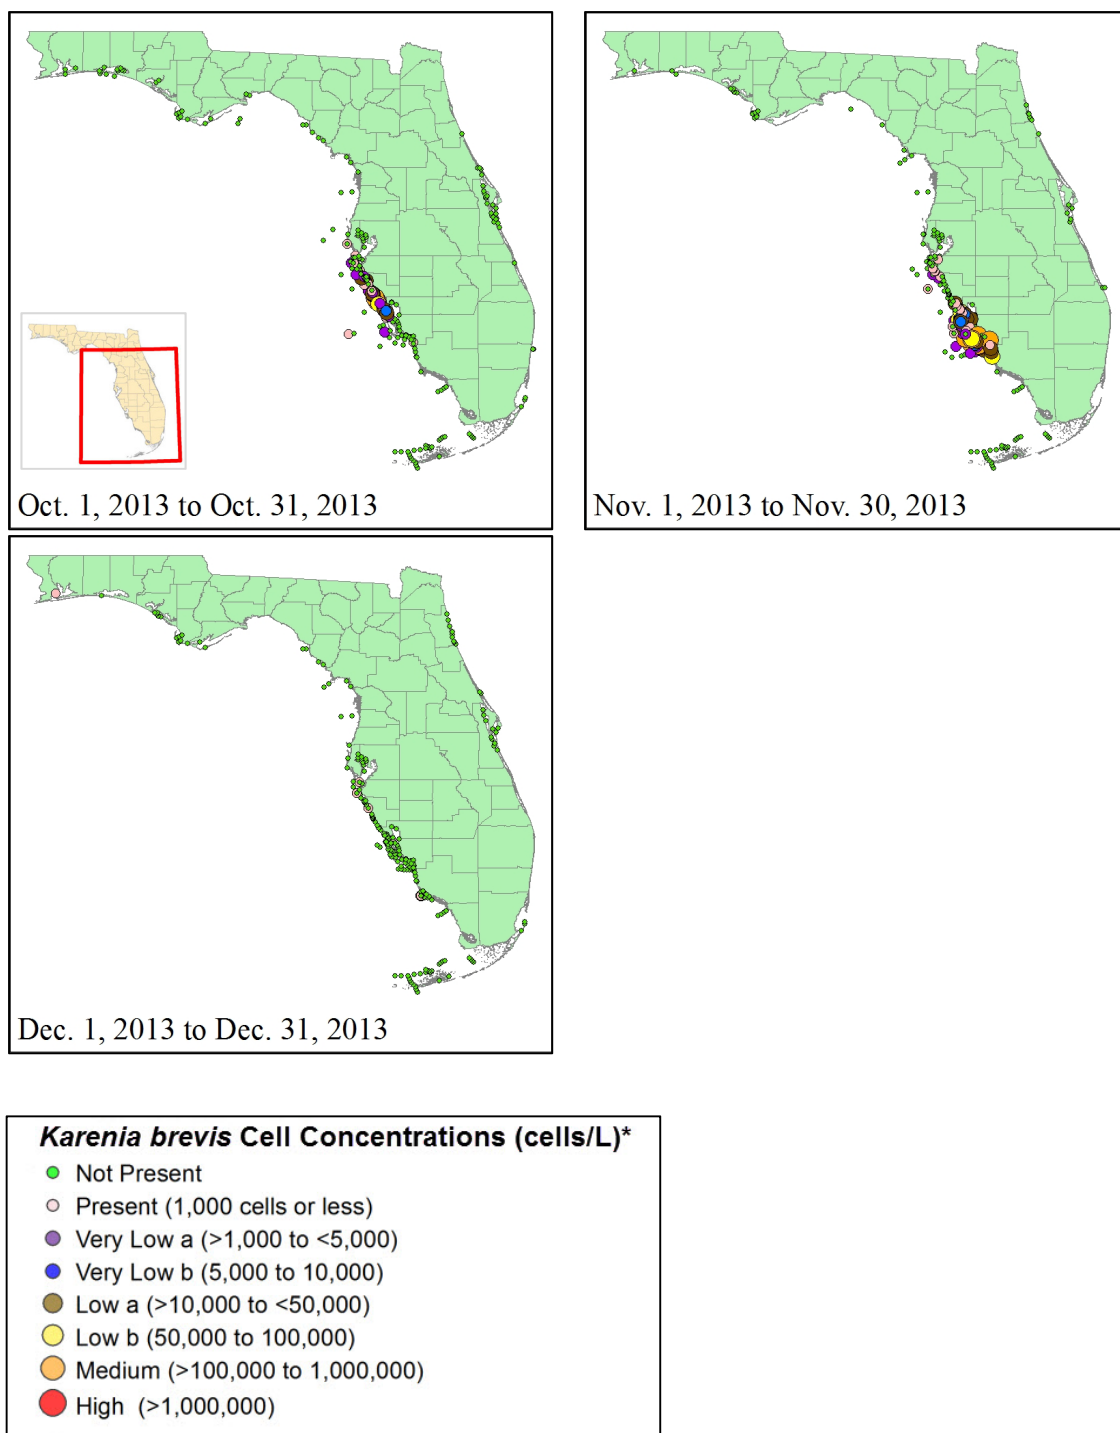 Oct. 1, 2013 to Oct. 31, 2013
Nov. 1, 2013 to Nov. 30, 2013
Dec. 1, 2013 to Dec. 31, 2013
Karenia brevis Cell Concentrations (cells/L)*
Not Present
Present (1,000 cells or less)
Very Low a (>1,000 to <5,000)
Very Low b (5,000 to 10,000)
Low a (>10,000 to <50,000)
Low b (50,000 to 100,000)
Medium (>100,000 to 1,000,000)
High (>1,000,000)